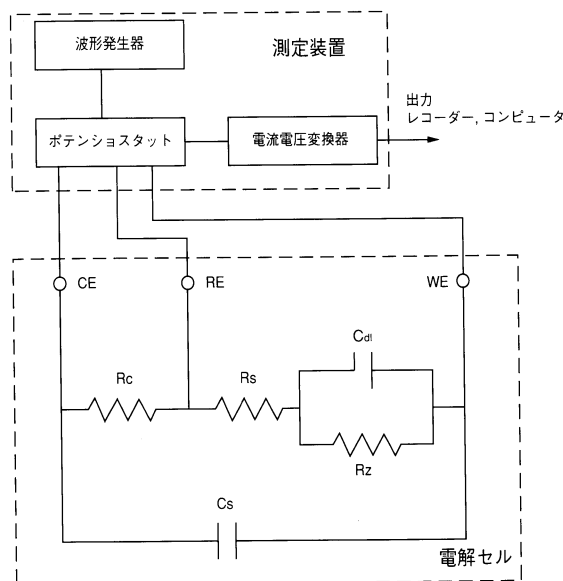 波形発生器
測定装置
出力
レコーダー, コンピュータ
ポテンショスタット
電流電圧変換器
CE
RE
WE
Cdl
Rc
Rs
Rz
Cs
電解セル